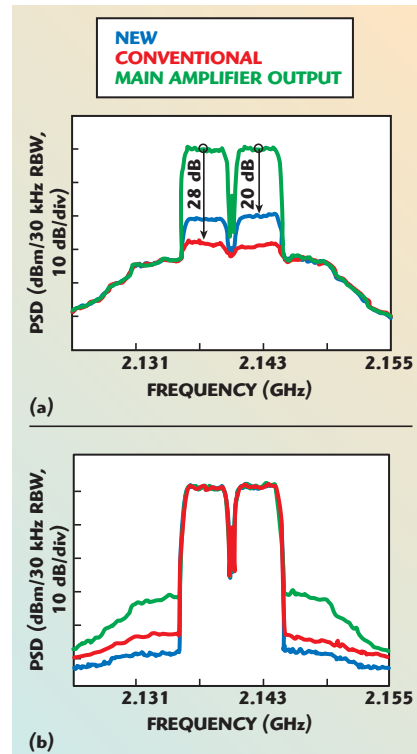 NEW
CONVENTIONAL
MAIN AMPLIFIER OUTPUT
PSD (dBm/30 kHz RBW,
10 dB/div)
28 dB
20 dB
2.131
2.143
2.155
FREQUENCY (GHz)
(a)
PSD (dBm/30 kHz RBW,
10 dB/div)
2.131
2.143
2.155
FREQUENCY (GHz)
(b)